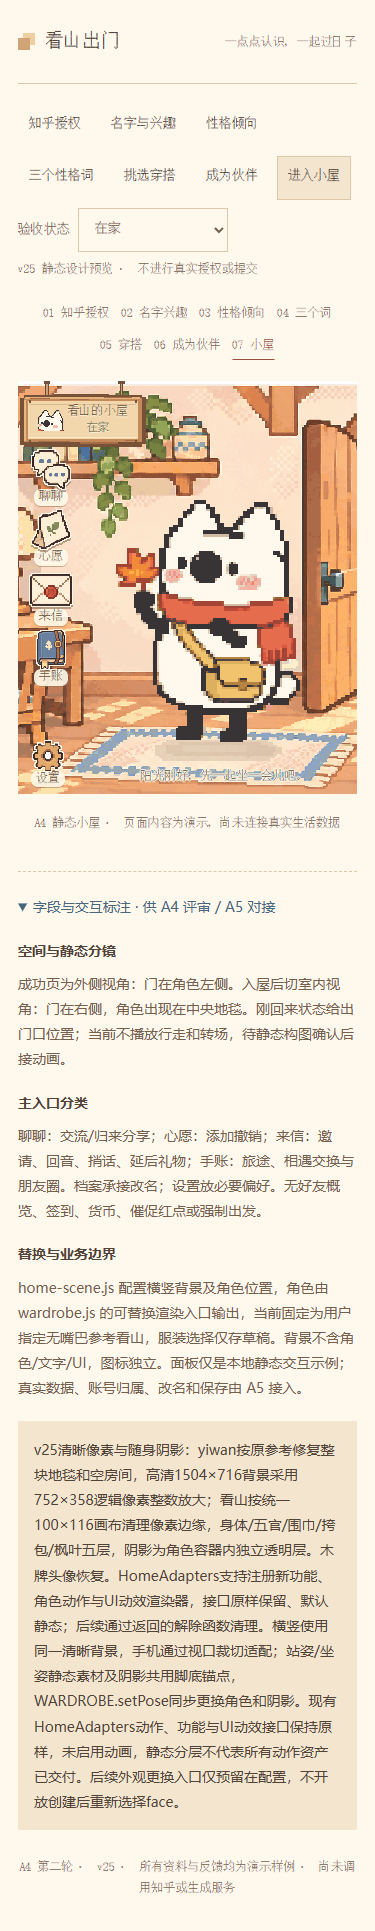 看山出门
一点点认识，一起过日子
知乎授权 名字与兴趣 性格倾向
三个性格词 挑选穿搭 成为伙伴 进入小屋
验收状态 在家
v25 静态设计预览 · 不进行真实授权或提交
01 知乎授权 02 名字兴趣 03 性格倾向 04 三个词
05 穿搭 06 成为伙伴 07 小屋
看山的小屋
在家
聊聊
心愿
来信
手账
设置
阳光刚好，先一起坐一会儿吧。
A4 静态小屋 · 页面内容为演示，尚未连接真实生活数据
▼ 字段与交互标注 · 供 A4 评审 / A5 对接
空间与静态分镜
成功页为外侧视角：门在角色左侧。入屋后切室内视
角：门在右侧，角色出现在中央地毯。刚回来状态给出
门口位置；当前不播放行走和转场，待静态构图确认后
接动画。
主入口分类
聊聊：交流/归来分享；心愿：添加撤销；来信：邀
请、回音、捎话、延后礼物；手账：旅途、相遇交换与
朋友圈。档案承接改名；设置放必要偏好。无好友概
览、签到、货币、催促红点或强制出发。
替换与业务边界
home-scene.js 配置横竖背景及角色位置，角色由
wardrobe.js 的可替换渲染入口输出，当前固定为用户
指定无嘴巴参考看山，服装选择仅存草稿。背景不含角
色/文字/UI，图标独立。面板仅是本地静态交互示例；
真实数据、账号归属、改名和保存由 A5 接入。
v25清晰像素与随身阴影：yiwan按原参考修复整
块地毯和空房间，高清1504×716背景采用
752×358逻辑像素整数放大；看山按统一
100×116画布清理像素边缘，身体/五官/围巾/挎
包/枫叶五层，阴影为角色容器内独立透明层。木
牌头像恢复。HomeAdapters支持注册新功能、
角色动作与UI动效渲染器，接口原样保留、默认
静态；后续通过返回的解除函数清理。横竖使用
同一清晰背景，手机通过视口裁切适配；站姿/坐
姿静态素材及阴影共用脚底锚点，
WARDROBE.setPose同步更换角色和阴影。现有
HomeAdapters动作、功能与UI动效接口保持原
样，未启用动画，静态分层不代表所有动作资产
已交付。后续外观更换入口仅预留在配置，不开
放创建后重新选择face。
A4 第二轮 · v25 · 所有资料与反馈均为演示样例 · 尚未调
用知乎或生成服务